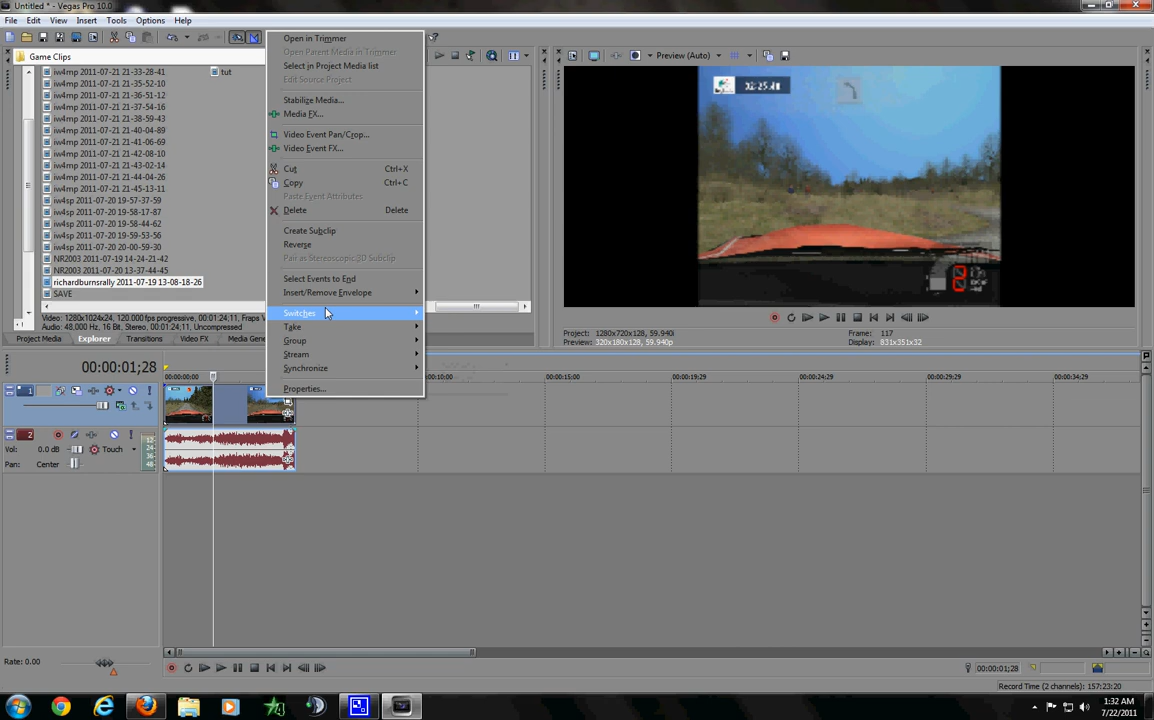 Untitled * - Vegas Pro 10.0
File Edit View Insert Tools Options Help
Game Clips
iw4mp 2011-07-21 21-33-28-41
iw4mp 2011-07-21 21-35-52-10
iw4mp 2011-07-21 21-36-51-12
iw4mp 2011-07-21 21-37-54-16
iw4mp 2011-07-21 21-38-59-43
iw4mp 2011-07-21 21-40-04-89
iw4mp 2011-07-21 21-41-06-69
iw4mp 2011-07-21 21-42-08-10
iw4mp 2011-07-21 21-43-02-14
iw4mp 2011-07-21 21-44-04-26
iw4mp 2011-07-21 21-45-13-11
iw4sp 2011-07-20 19-57-37-59
iw4sp 2011-07-20 19-58-17-87
iw4sp 2011-07-20 19-58-44-62
iw4sp 2011-07-20 19-59-53-56
iw4sp 2011-07-20 20-00-59-30
NR2003 2011-07-19 14-24-21-42
NR2003 2011-07-20 13-37-44-45
richardburnsrally 2011-07-19 13-08-18-26
SAVE
tut
Video: 1280x1024x24, 120.000 fps progressive, 00:01:24;11, Fraps V
Audio: 48,000 Hz, 16 Bit, Stereo, 00:01:24;11, Uncompressed
Project Media Explorer Transitions Video FX Media Gene
Open in Trimmer
Open Parent Media in Trimmer
Select in Project Media list
Edit Source Project
Stabilize Media...
Media FX...
Video Event Pan/Crop...
Video Event FX...
Cut Ctrl+X
Copy Ctrl+C
Paste Event Attributes
Delete Delete
Create Subclip
Reverse
Pair as Stereoscopic 3D Subclip
Select Events to End
Insert/Remove Envelope
Switches
Take
Group
Stream
Synchronize
Properties...
Preview (Auto)
Project: 1280x720x128, 59.940i
Preview: 320x180x128, 59.940p
Frame: 117
Display: 831x351x32
00:00:01;28
00:00:00;00 00:00:10;00 00:00:15;00 00:00:19;29 00:00:24;29 00:00:29;29 00:00:34;29
1
2
Vol: 0.0 dB Touch
Pan: Center
12
24
36
48
Rate: 0.00
00:00:01;28
Record Time (2 channels): 157:23:20
1:32 AM
7/22/2011